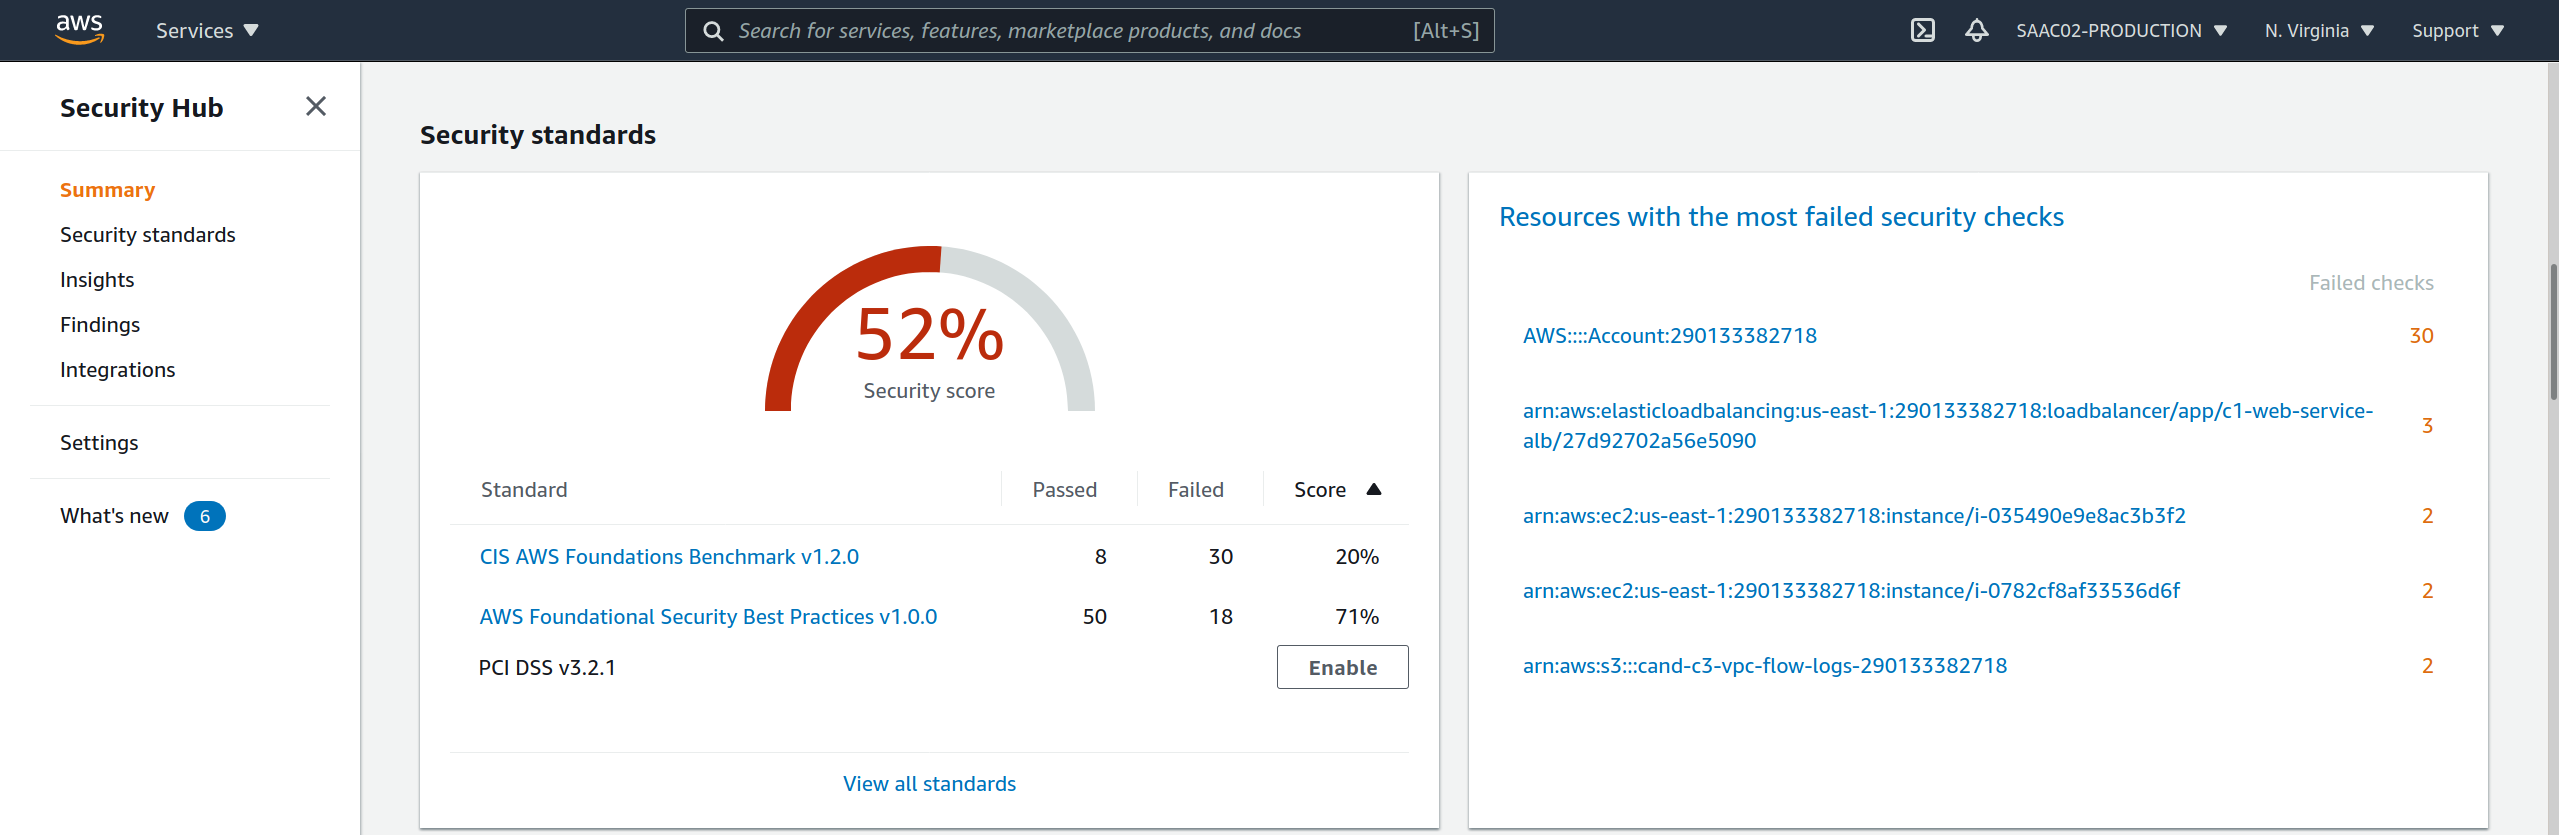 aws
Services
Search for services, features, marketplace products, and docs
[Alt+S]
SAAC02-PRODUCTION
N. Virginia
Support
Security Hub
Summary
Security standards
Insights
Findings
Integrations
Settings
What's new 6
Security standards
52%
Security score
Standard Passed Failed Score
CIS AWS Foundations Benchmark v1.2.0 8 30 20%
AWS Foundational Security Best Practices v1.0.0 50 18 71%
PCI DSS v3.2.1 Enable
View all standards
Resources with the most failed security checks
Failed checks
AWS::::Account:290133382718 30
arn:aws:elasticloadbalancing:us-east-1:290133382718:loadbalancer/app/c1-web-service-
alb/27d92702a56e5090 3
arn:aws:ec2:us-east-1:290133382718:instance/i-035490e9e8ac3b3f2 2
arn:aws:ec2:us-east-1:290133382718:instance/i-0782cf8af33536d6f 2
arn:aws:s3:::cand-c3-vpc-flow-logs-290133382718 2